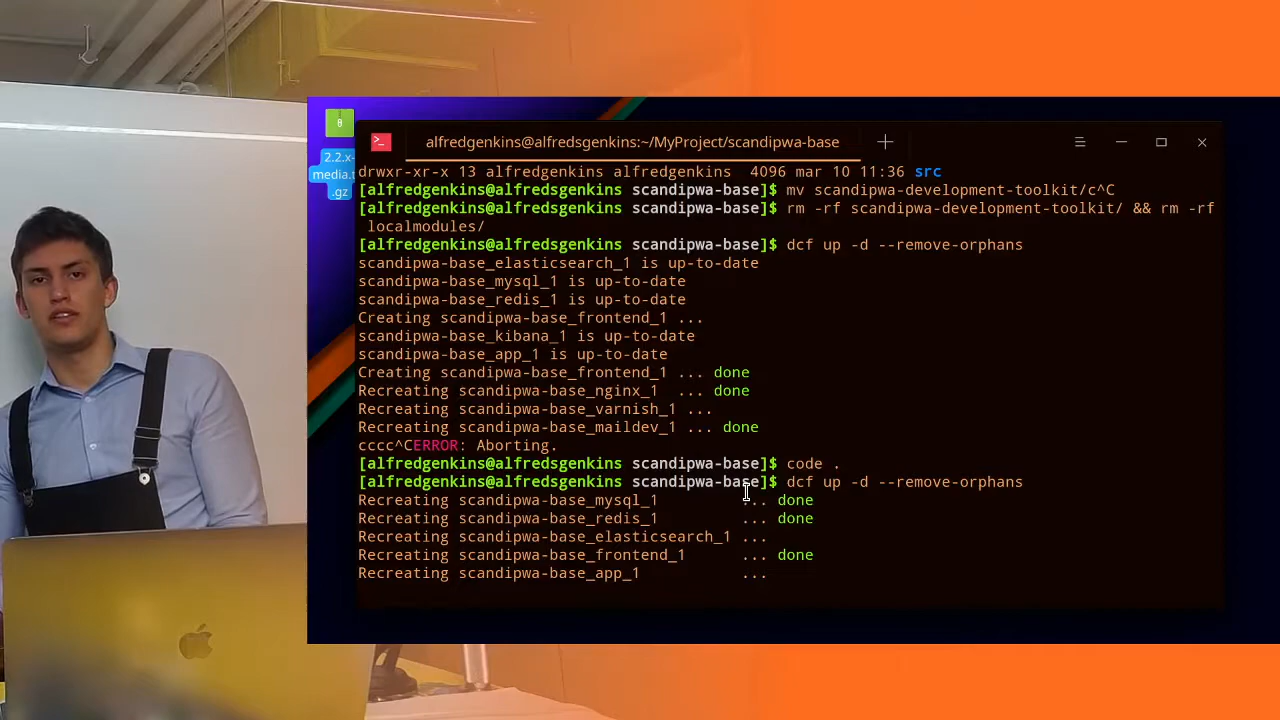 2.2.x-
media.t
.gz
alfredgenkins@alfredsgenkins:~/MyProject/scandipwa-base
drwxr-xr-x 13 alfredgenkins alfredgenkins  4096 mar 10 11:36 src
[alfredgenkins@alfredsgenkins scandipwa-base]$ mv scandipwa-development-toolkit/c^C
[alfredgenkins@alfredsgenkins scandipwa-base]$ rm -rf scandipwa-development-toolkit/ && rm -rf
localmodules/
[alfredgenkins@alfredsgenkins scandipwa-base]$ dcf up -d --remove-orphans
scandipwa-base_elasticsearch_1 is up-to-date
scandipwa-base_mysql_1 is up-to-date
scandipwa-base_redis_1 is up-to-date
Creating scandipwa-base_frontend_1 ...
scandipwa-base_kibana_1 is up-to-date
scandipwa-base_app_1 is up-to-date
Creating scandipwa-base_frontend_1 ... done
Recreating scandipwa-base_nginx_1  ... done
Recreating scandipwa-base_varnish_1 ...
Recreating scandipwa-base_maildev_1 ... done
cccc^CERROR: Aborting.
[alfredgenkins@alfredsgenkins scandipwa-base]$ code .
[alfredgenkins@alfredsgenkins scandipwa-base]$ dcf up -d --remove-orphans
Recreating scandipwa-base_mysql_1         ... done
Recreating scandipwa-base_redis_1         ... done
Recreating scandipwa-base_elasticsearch_1 ...
Recreating scandipwa-base_frontend_1      ... done
Recreating scandipwa-base_app_1           ...